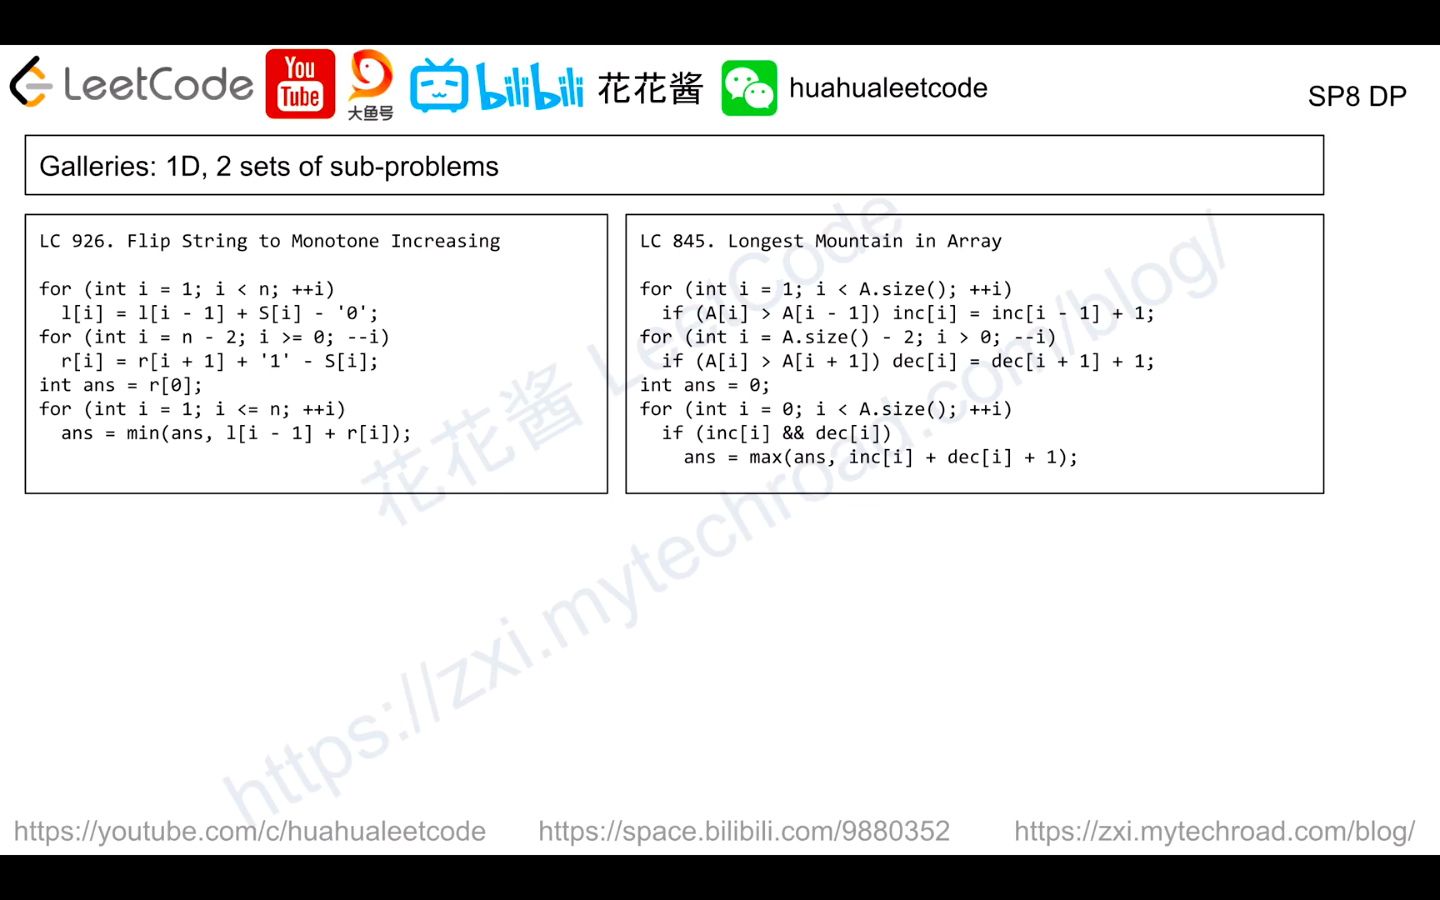 LeetCode You Tube 大鱼号 bilibili 花花酱 huahualeetcode SP8 DP
Galleries: 1D, 2 sets of sub-problems
LC 926. Flip String to Monotone Increasing
for (int i = 1; i < n; ++i)
  l[i] = l[i - 1] + S[i] - '0';
for (int i = n - 2; i >= 0; --i)
  r[i] = r[i + 1] + '1' - S[i];
int ans = r[0];
for (int i = 1; i <= n; ++i)
  ans = min(ans, l[i - 1] + r[i]);
LC 845. Longest Mountain in Array
for (int i = 1; i < A.size(); ++i)
  if (A[i] > A[i - 1]) inc[i] = inc[i - 1] + 1;
for (int i = A.size() - 2; i > 0; --i)
  if (A[i] > A[i + 1]) dec[i] = dec[i + 1] + 1;
int ans = 0;
for (int i = 0; i < A.size(); ++i)
  if (inc[i] && dec[i])
    ans = max(ans, inc[i] + dec[i] + 1);
花花酱 LeetCode
https://zxi.mytechroad.com/blog/
https://youtube.com/c/huahualeetcode https://space.bilibili.com/9880352 https://zxi.mytechroad.com/blog/